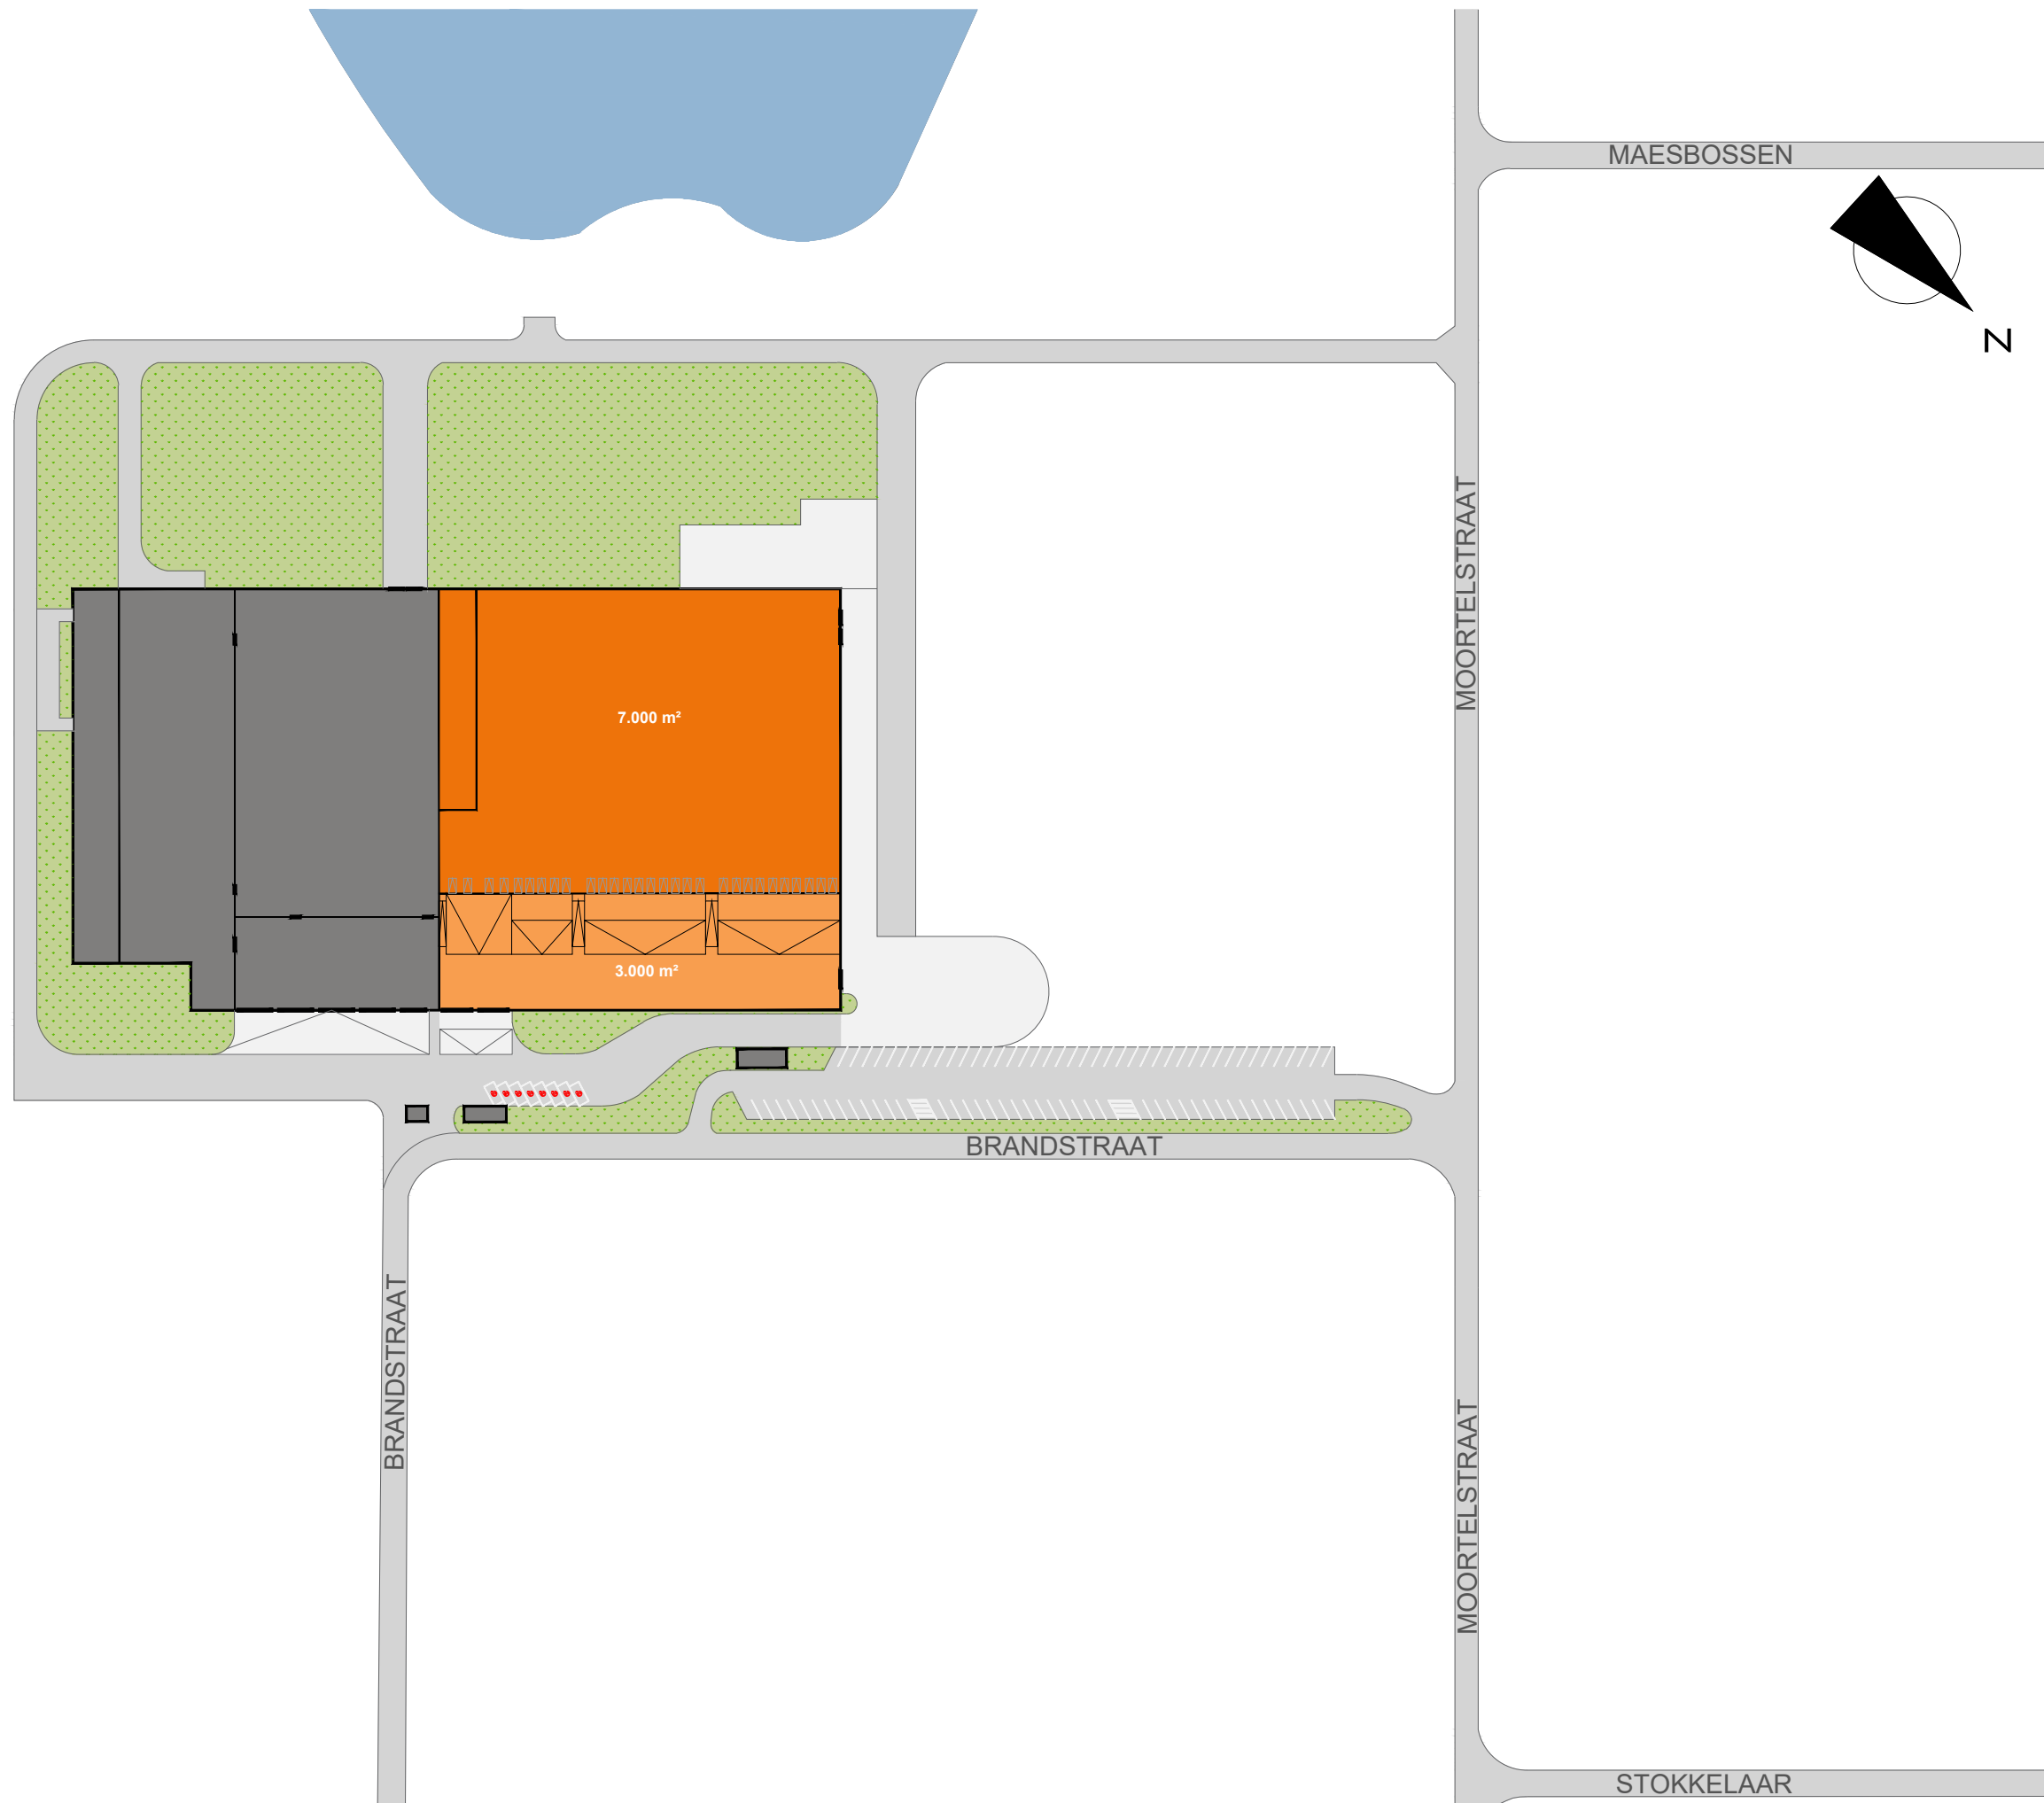 MAESBOSSEN
N
MOORTELSTRAAT
7.000 m²
3.000 m²
BRANDSTRAAT
BRANDSTRAAT
MOORTELSTRAAT
STOKKELAAR